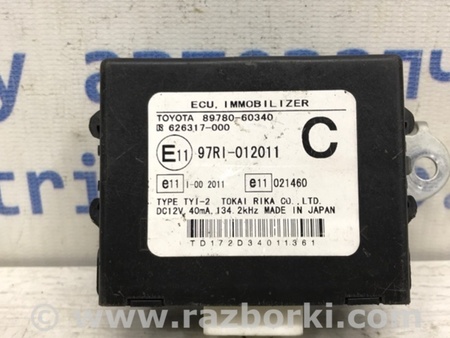 ECU, IMMOBILIZER
TOYOTA 89780-60340
626317-000
E11 97RI-012011 C
e11 I-00 2011 e11 021460
TYPE TYI-2 TOKAI RIKA CO.,LTD.
DC12V,40mA,134.2kHz MADE IN JAPAN
TD172D34011361
© www.razborki.com